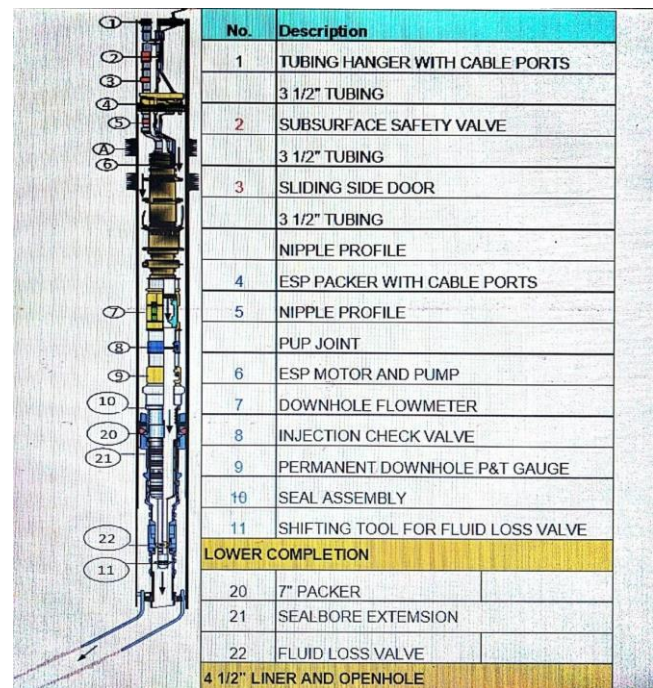 1
2
3
4
5
A
6
7
8
9
10
20
21
22
11
No. Description
1 TUBING HANGER WITH CABLE PORTS
3 1/2" TUBING
2 SUBSURFACE SAFETY VALVE
3 1/2" TUBING
3 SLIDING SIDE DOOR
3 1/2" TUBING
NIPPLE PROFILE
4 ESP PACKER WITH CABLE PORTS
5 NIPPLE PROFILE
PUP JOINT
6 ESP MOTOR AND PUMP
7 DOWNHOLE FLOWMETER
8 INJECTION CHECK VALVE
9 PERMANENT DOWNHOLE P&T GAUGE
10 SEAL ASSEMBLY
11 SHIFTING TOOL FOR FLUID LOSS VALVE
LOWER COMPLETION
20 7" PACKER
21 SEALBORE EXTEMSION
22 FLUID LOSS VALVE
4 1/2" LINER AND OPENHOLE